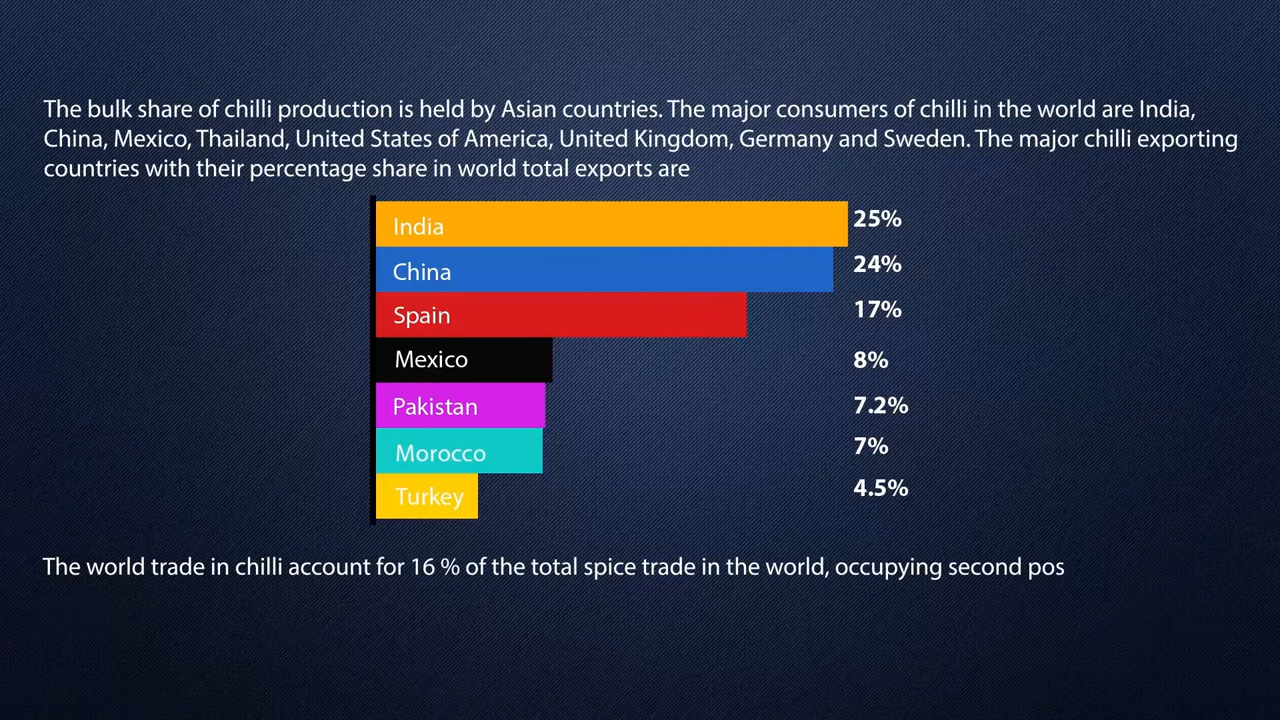 The bulk share of chilli production is held by Asian countries. The major consumers of chilli in the world are India,
China, Mexico, Thailand, United States of America, United Kingdom, Germany and Sweden. The major chilli exporting
countries with their percentage share in world total exports are
India 25%
China 24%
Spain 17%
Mexico 8%
Pakistan 7.2%
Morocco 7%
Turkey 4.5%
The world trade in chilli account for 16 % of the total spice trade in the world, occupying second pos